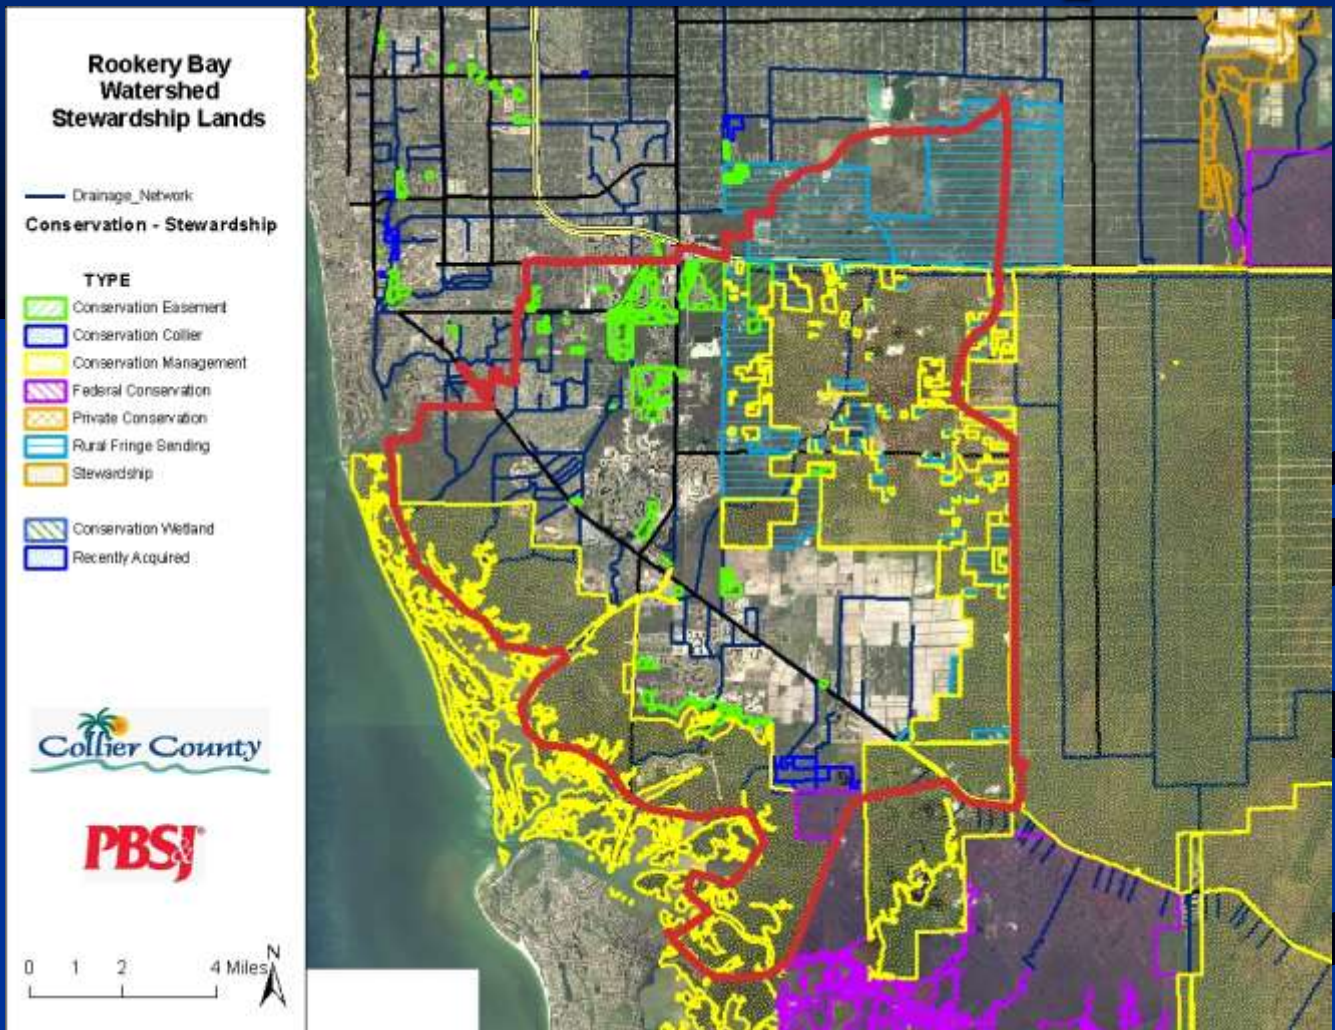 Rookery Bay
Watershed
Stewardship Lands
Drainage_Network
Conservation - Stewardship
TYPE
Conservation Easement
Conservation Collier
Conservation Management
Federal Conservation
Private Conservation
Rural Fringe Sending
Stewardship
Conservation Wetland
Recently Acquired
Collier County
PBS&J
N
0 1 2 4 Miles